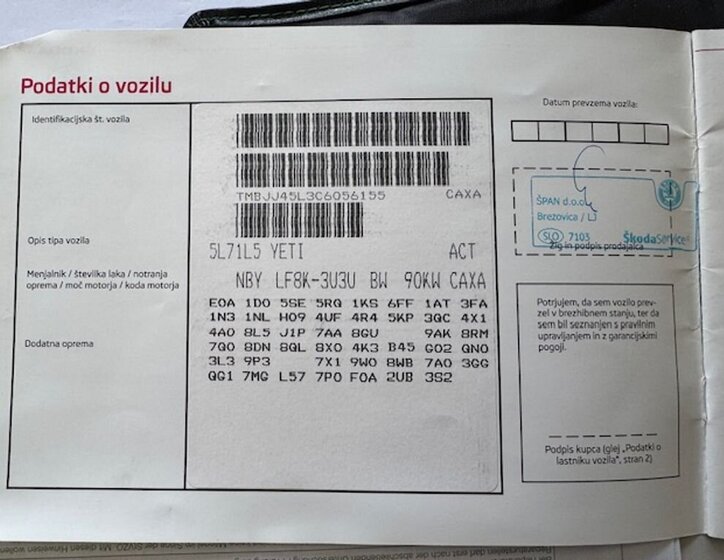 Podatki o vozilu
Identifikacijska št. vozila
TMBJJ45L3C6056155 CAXA
Opis tipa vozila
5L71L5 YETI ACT
Menjalnik / številka laka / notranja
oprema / moč motorja / koda motorja
NBY LF8K-3U3U BW 90KW CAXA
Dodatna oprema
E0A 1D0 5SE 5RQ 1KS 6FF 1AT 3FA
1N3 1NL H09 4UF 4R4 5KP 3QC 4X1
4A0 8L5 J1P 7AA 8GU 9AK 8RM
7Q0 8DN 8QL 8X0 4K3 B45 G02 QN0
3L3 9P3 7X1 9W0 8WB 7A0 3GG
QG1 7MG L57 7P0 F0A 2UB 3S2
Datum prevzema vozila:
ŠPAN d.o.o.
Brezovica / LJ
SLO 7103 ŠkodaService
Žig in podpis prodajalca
Potrjujem, da sem vozilo prev-
zel v brezhibnem stanju, ter da
sem bil seznanjen s pravilnim
upravljanjem in z garancijskimi
pogoji.
Podpis kupca (glej „Podatki o
lastniku vozila“, stran 2)